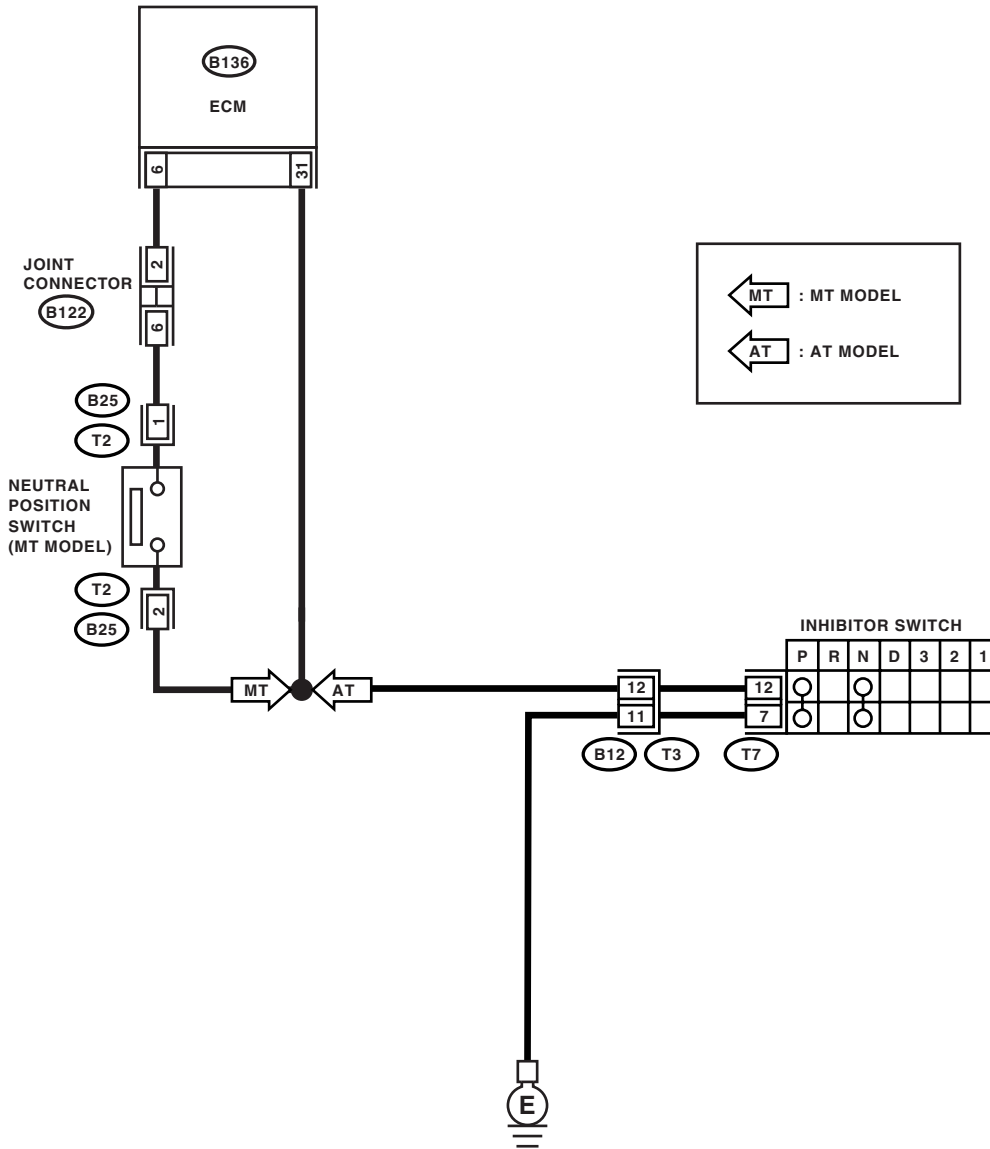 B136
ECM
6
31
JOINT
CONNECTOR
B122
2
6
B25
T2
1
NEUTRAL
POSITION
SWITCH
(MT MODEL)
T2
B25
2
MT
AT
MT : MT MODEL
AT : AT MODEL
INHIBITOR SWITCH
P R N D 3 2 1
12 12
11 7
B12 T3 T7
E